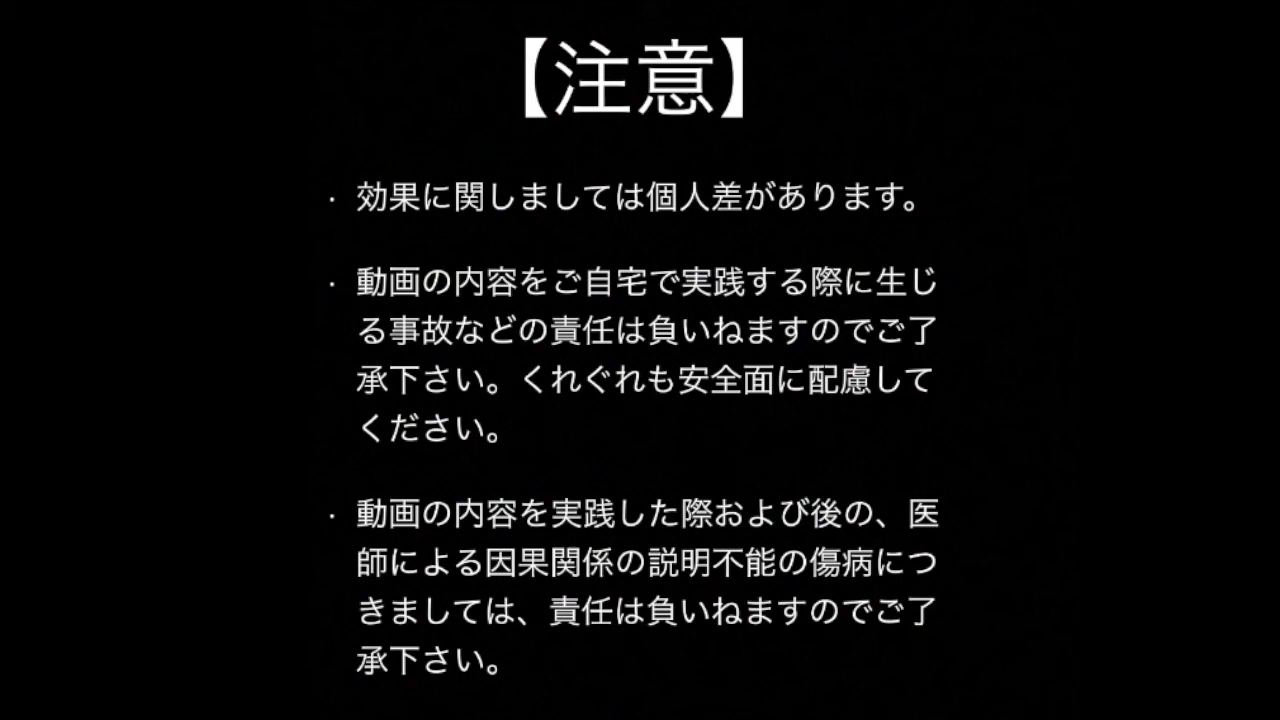 【注意】
・効果に関しましては個人差があります。
・動画の内容をご自宅で実践する際に生じ
る事故などの責任は負いねますのでご了
承下さい。くれぐれも安全面に配慮して
ください。
・動画の内容を実践した際および後の、医
師による因果関係の説明不能の傷病につ
きましては、責任は負いねますのでご了
承下さい。